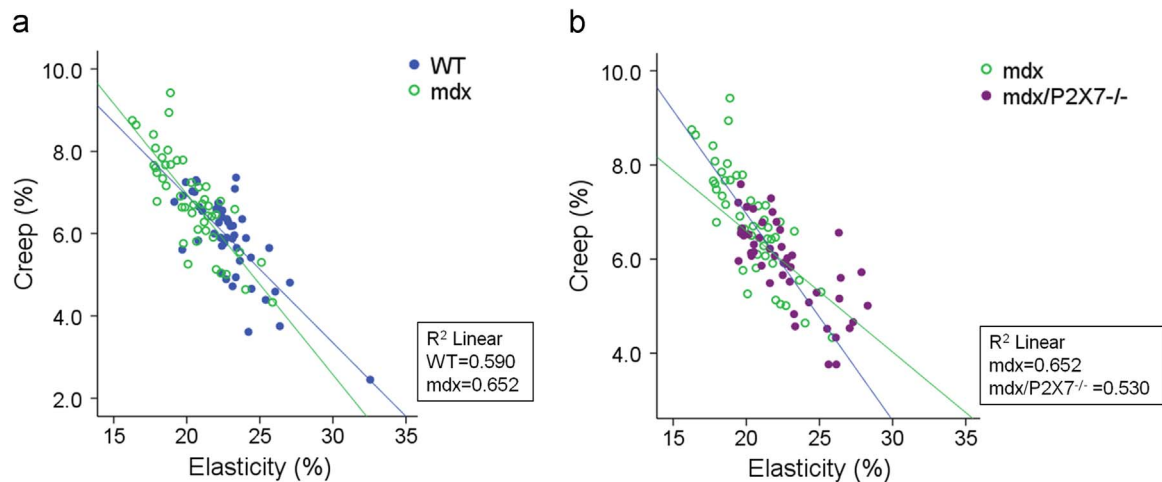 a
WT
mdx
10.0
8.0
6.0
4.0
2.0
Creep (%)
15 20 25 30 35
Elasticity (%)
R² Linear
WT=0.590
mdx=0.652
b
mdx
mdx/P2X7-/-
10.0
8.0
6.0
4.0
Creep (%)
15 20 25 30 35
Elasticity (%)
R² Linear
mdx=0.652
mdx/P2X7⁻/⁻ =0.530